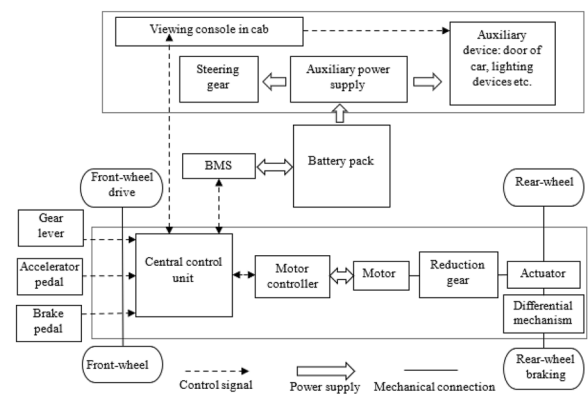 Viewing console in cab
Auxiliary
device: door of
car, lighting
devices etc.
Steering
gear
Auxiliary power
supply
Battery pack
BMS
Front-wheel
drive
Rear-wheel
Gear
lever
Accelerator
pedal
Brake
pedal
Central control
unit
Motor
controller
Motor
Reduction
gear
Actuator
Differential
mechanism
Front-wheel
Rear-wheel
braking
Control signal
Power supply
Mechanical connection